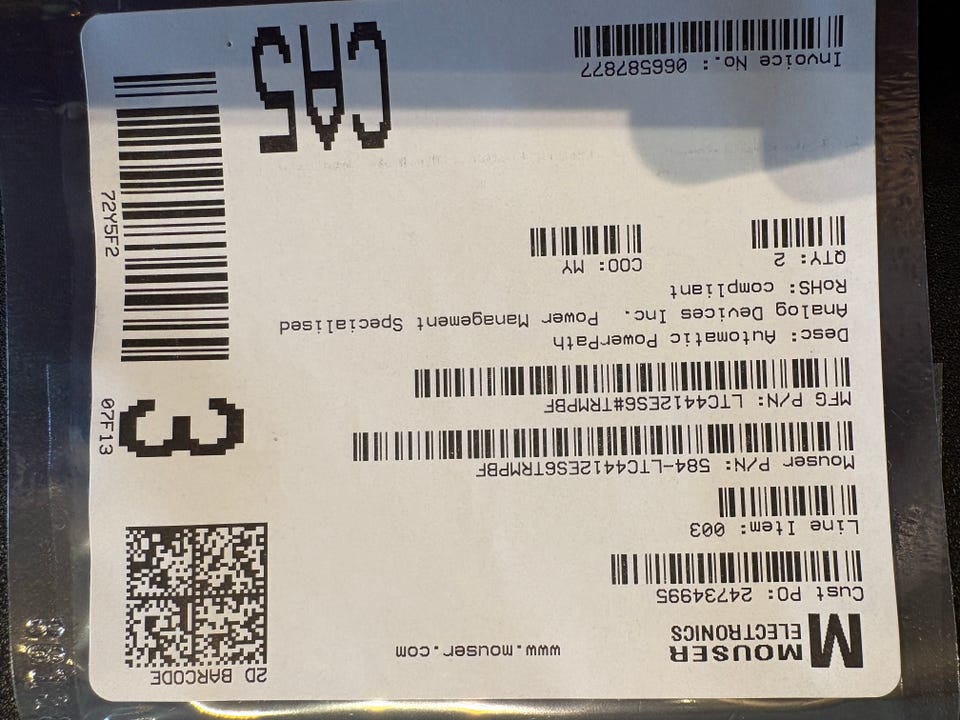 M MOUSER
ELECTRONICS
www.mouser.com
2D BARCODE
Cust PO: 24734995
Line Item: 003
Mouser P/N: 584-LTC4412ES6TRMPBF
MFG P/N: LTC4412ES6#TRMPBF
Desc: Automatic PowerPath
Analog Devices Inc. Power Management Specialised
RoHS: compliant
QTY: 2
COO: MY
Invoice No.: 066587877
3
07F13
72Y5F2
CAS